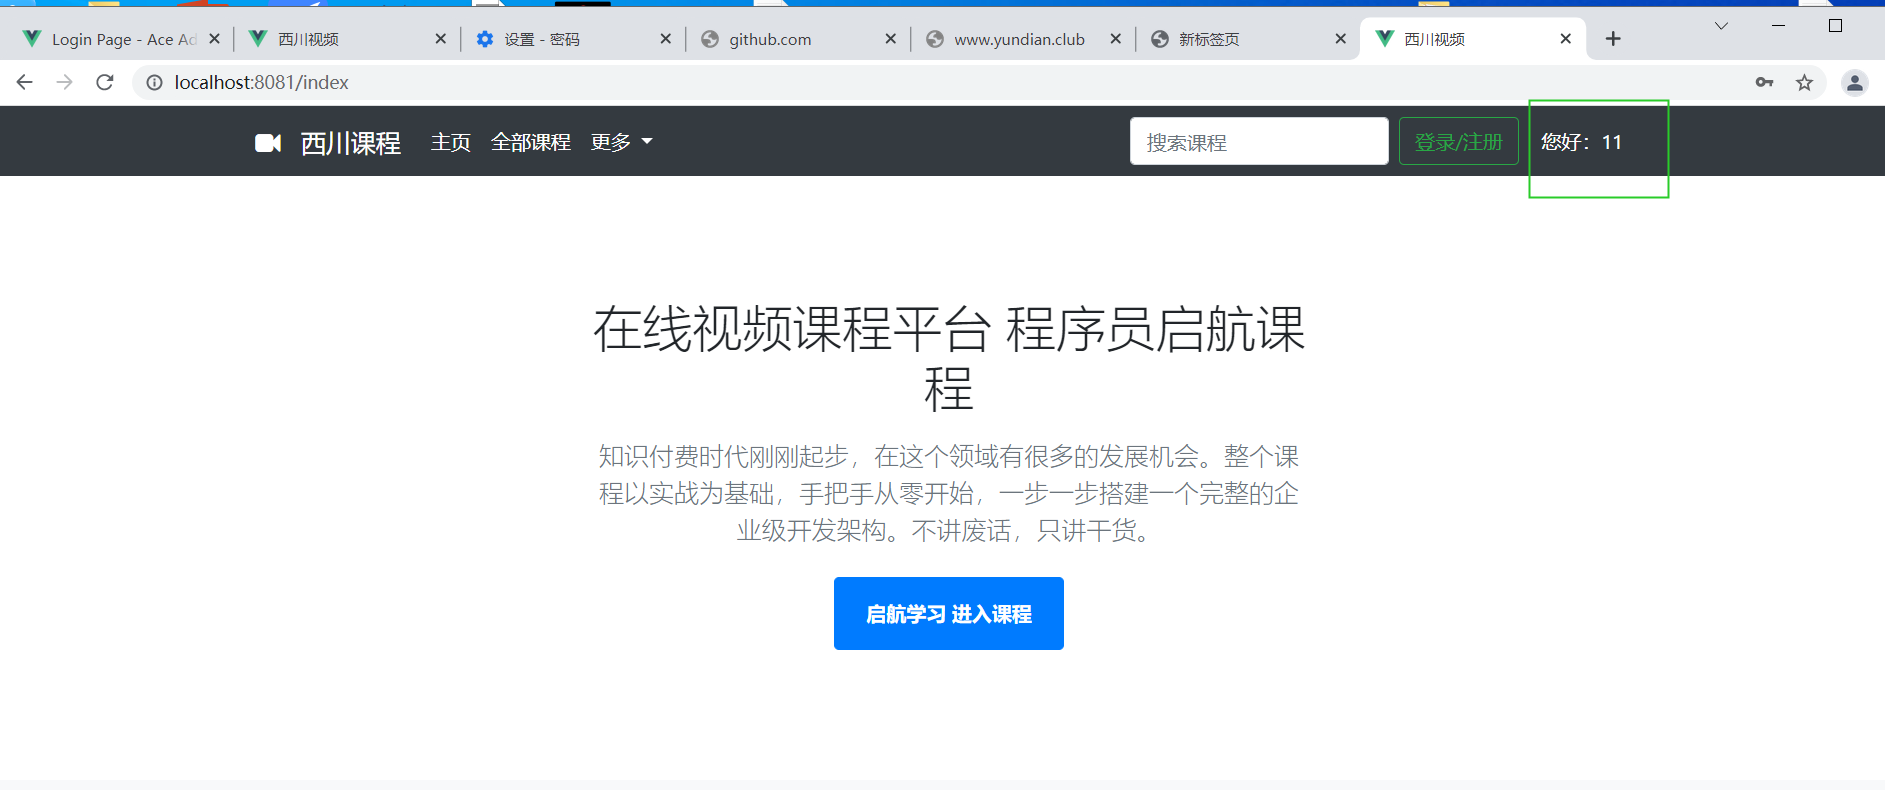 Login Page - Ace Ad
西川视频
设置 - 密码
github.com
www.yundian.club
新标签页
西川视频
localhost:8081/index
西川课程
主页
全部课程
更多
搜索课程
登录/注册
您好：11
在线视频课程平台 程序员启航课
程
知识付费时代刚刚起步，在这个领域有很多的发展机会。整个课
程以实战为基础，手把手从零开始，一步一步搭建一个完整的企
业级开发架构。不讲废话，只讲干货。
启航学习 进入课程